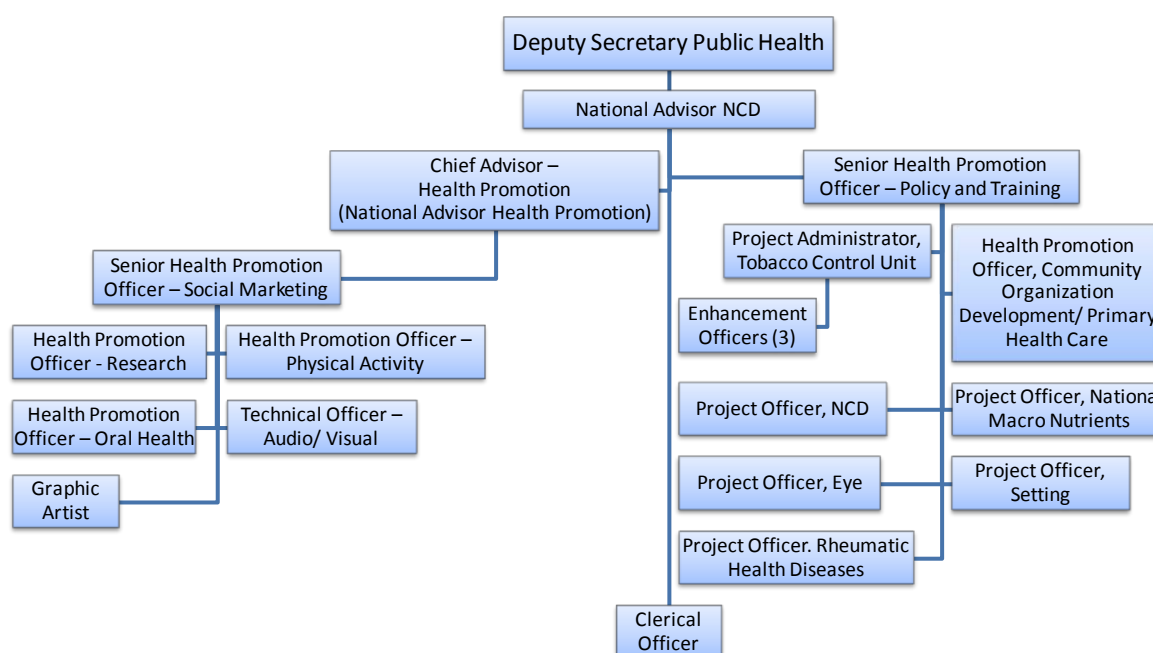 Deputy Secretary Public Health
National Advisor NCD
Chief Advisor –
Health Promotion
(National Advisor Health Promotion)
Senior Health Promotion
Officer – Policy and Training
Senior Health Promotion
Officer – Social Marketing
Project Administrator,
Tobacco Control Unit
Health Promotion
Officer, Community
Organization
Development/ Primary
Health Care
Enhancement
Officers (3)
Health Promotion
Officer - Research
Health Promotion Officer –
Physical Activity
Health Promotion
Officer – Oral Health
Technical Officer –
Audio/ Visual
Graphic
Artist
Project Officer, NCD
Project Officer, National
Macro Nutrients
Project Officer, Eye
Project Officer,
Setting
Project Officer. Rheumatic
Health Diseases
Clerical
Officer